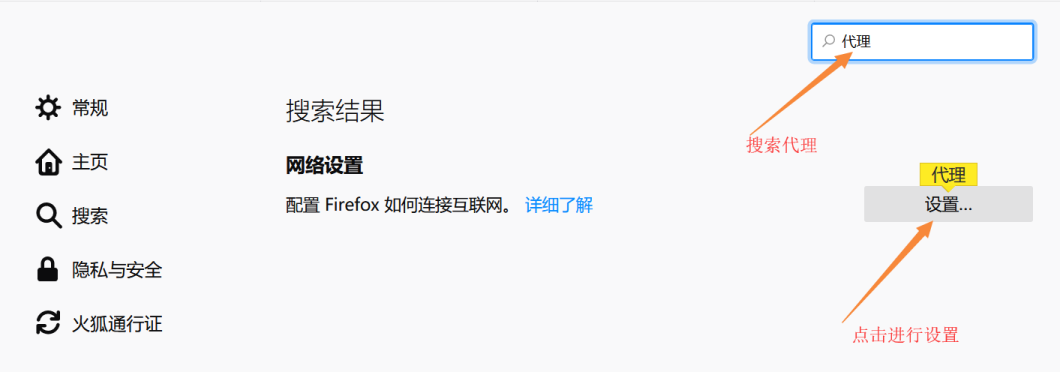 代理
搜索代理
常规
主页
搜索
隐私与安全
火狐通行证
搜索结果
网络设置
配置 Firefox 如何连接互联网。 详细了解
代理
设置...
点击进行设置